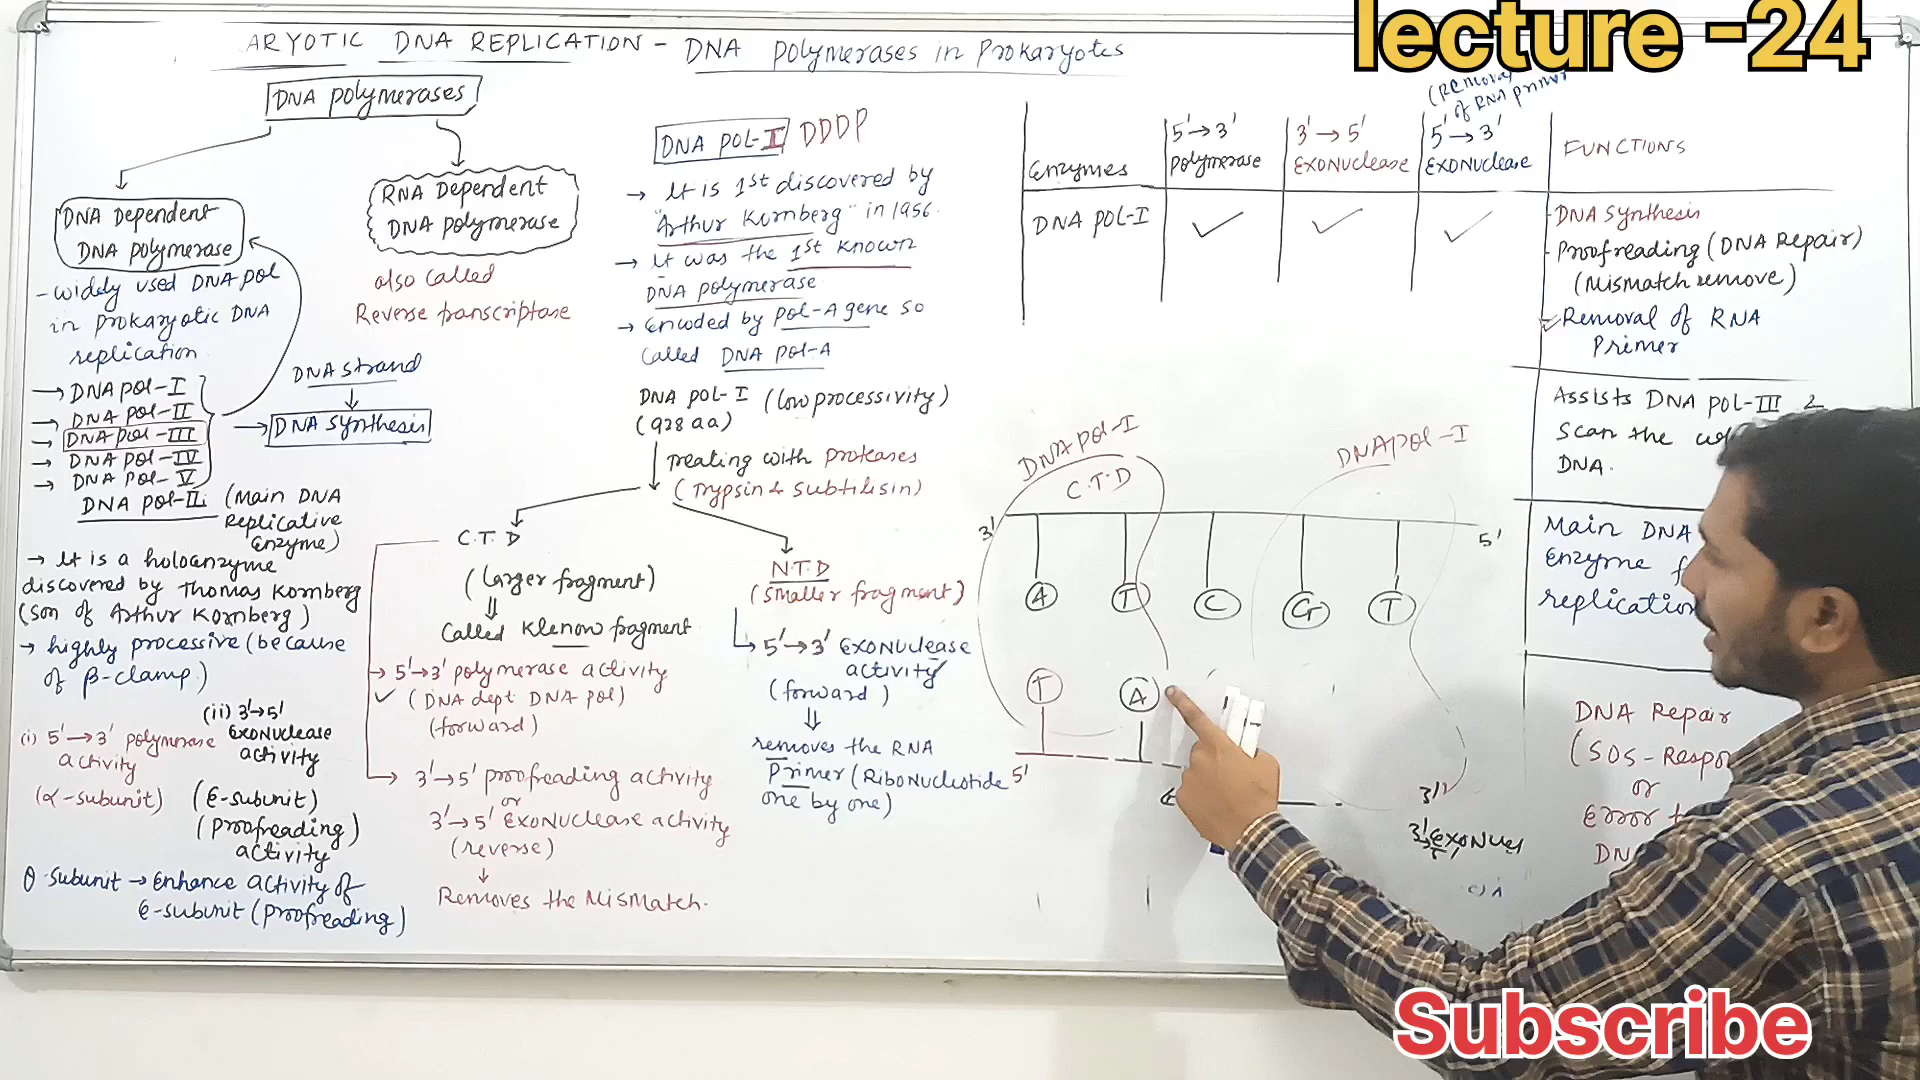 lecture -24
ARYOTIC DNA REPLICATION - DNA Polymerases in Prokaryotes
DNA Polymerases
DNA Dependent
DNA polymerase
- widely used DNA pol
in prokaryotic DNA
replication
→ DNA pol-I
→ DNA pol-II
→ DNA pol-III
→ DNA pol-IV
→ DNA pol-V
RNA Dependent
DNA polymerase
also called
Reverse transcriptase
DNA strand
→ DNA synthesis
(Main DNA
Replicative
Enzyme)
→ It is a holoenzyme
discovered by Thomas Kornberg
(son of Arthur Kornberg)
→ highly processive (because
of β-clamp)
(i) 5'→3' polymerase
activity
(α-subunit)
(ii) 3'→5'
Exonuclease
activity
(ε-subunit)
(Proofreading)
activity
θ-subunit → Enhance activity of
ε-subunit (proofreading)
DNA pol-I DDDP
→ It is 1st discovered by
"Arthur Kornberg" in 1956.
→ It was the 1st known
DNA polymerase
→ Encoded by pol-A gene so
called DNA pol-A
DNA pol-I (low processivity)
(928 aa)
Treating with proteases
(Trypsin & subtilisin)
C.T.D
(larger fragment)
Called Klenow fragment
→ 5'→3' polymerase activity
✓ (DNA dept DNA pol)
(forward)
→ 3'→5' proofreading activity
or
3'→5' Exonuclease activity
(reverse)
↓
Removes the Mismatch.
N.T.D
(smaller fragment)
5'→3' Exonuclease
activity
(forward)
⇓
removes the RNA
Primer (Ribonucleotide
one by one)
Enzymes
5'→3'
Polymerase
3'→5'
Exonuclease
(Removal
of RNA primer
5'→3'
Exonuclease
FUNCTIONS
DNA pol-I ✓ ✓ ✓
- DNA synthesis
- Proofreading (DNA Repair)
(Mismatch remove)
- Removal of RNA
Primer
Assists DNA pol-III &
Scan the
DNA.
Main DNA
Enzyme
replication
DNA Repair
(SOS-
or
Error
DNA pol-I
C.T.D
DNA pol-I
3' 5'
A T C G T
T A
5' 3'
Subscribe